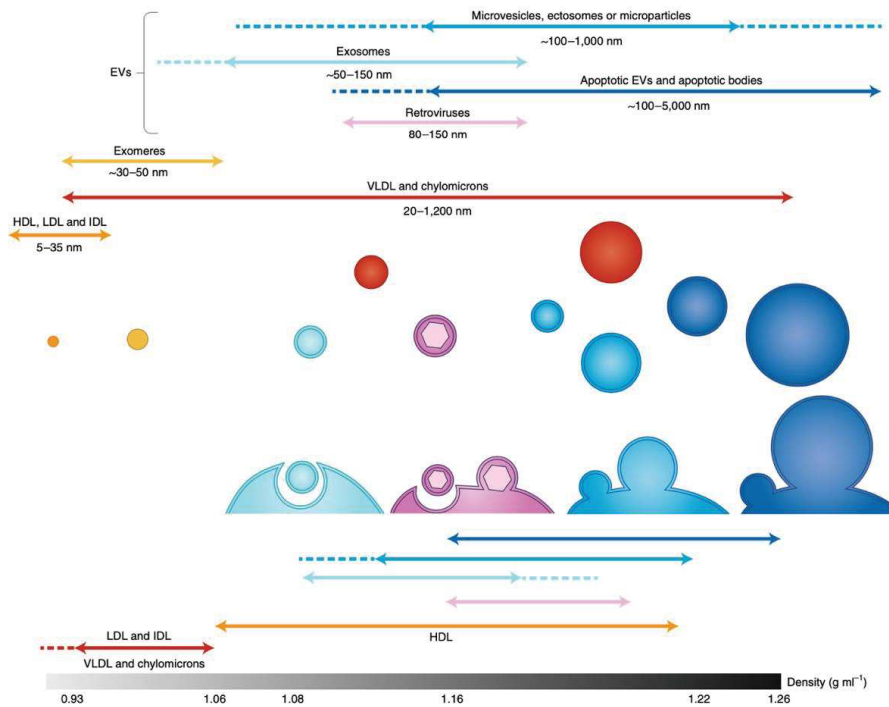 Microvesicles, ectosomes or microparticles
~100–1,000 nm
Exosomes
~50–150 nm
EVs
Apoptotic EVs and apoptotic bodies
~100-5,000 nm
Retroviruses
80–150 nm
Exomeres
~30–50 nm
VLDL and chylomicrons
20–1,200 nm
HDL, LDL and IDL
5–35 nm
HDL
LDL and IDL
VLDL and chylomicrons
Density (g ml⁻¹)
0.93 1.06 1.08 1.16 1.22 1.26